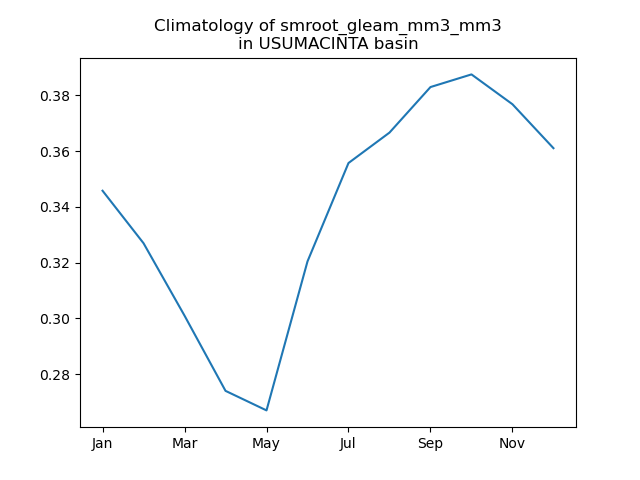 Climatology of smroot_gleam_mm3_mm3
in USUMACINTA basin
0.38
0.36
0.34
0.32
0.30
0.28
Jan Mar May Jul Sep Nov